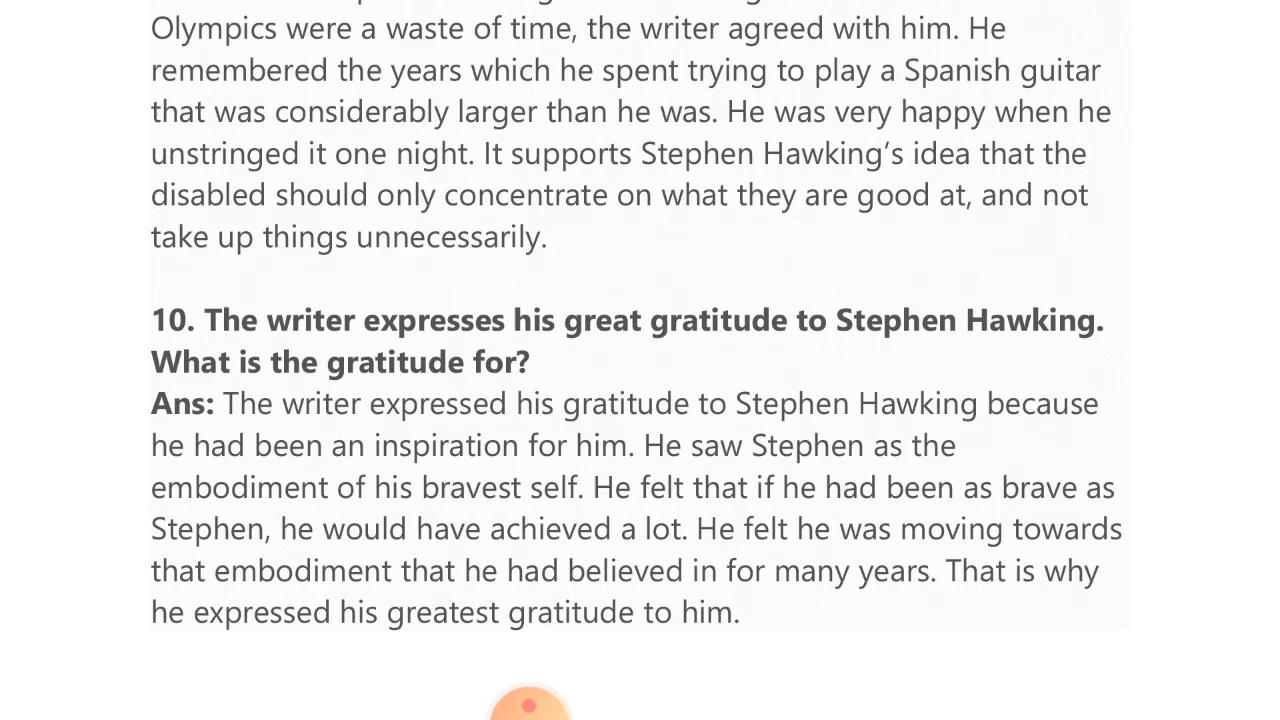 Olympics were a waste of time, the writer agreed with him. He
remembered the years which he spent trying to play a Spanish guitar
that was considerably larger than he was. He was very happy when he
unstringed it one night. It supports Stephen Hawking’s idea that the
disabled should only concentrate on what they are good at, and not
take up things unnecessarily.
10. The writer expresses his great gratitude to Stephen Hawking.
What is the gratitude for?
Ans: The writer expressed his gratitude to Stephen Hawking because
he had been an inspiration for him. He saw Stephen as the
embodiment of his bravest self. He felt that if he had been as brave as
Stephen, he would have achieved a lot. He felt he was moving towards
that embodiment that he had believed in for many years. That is why
he expressed his greatest gratitude to him.